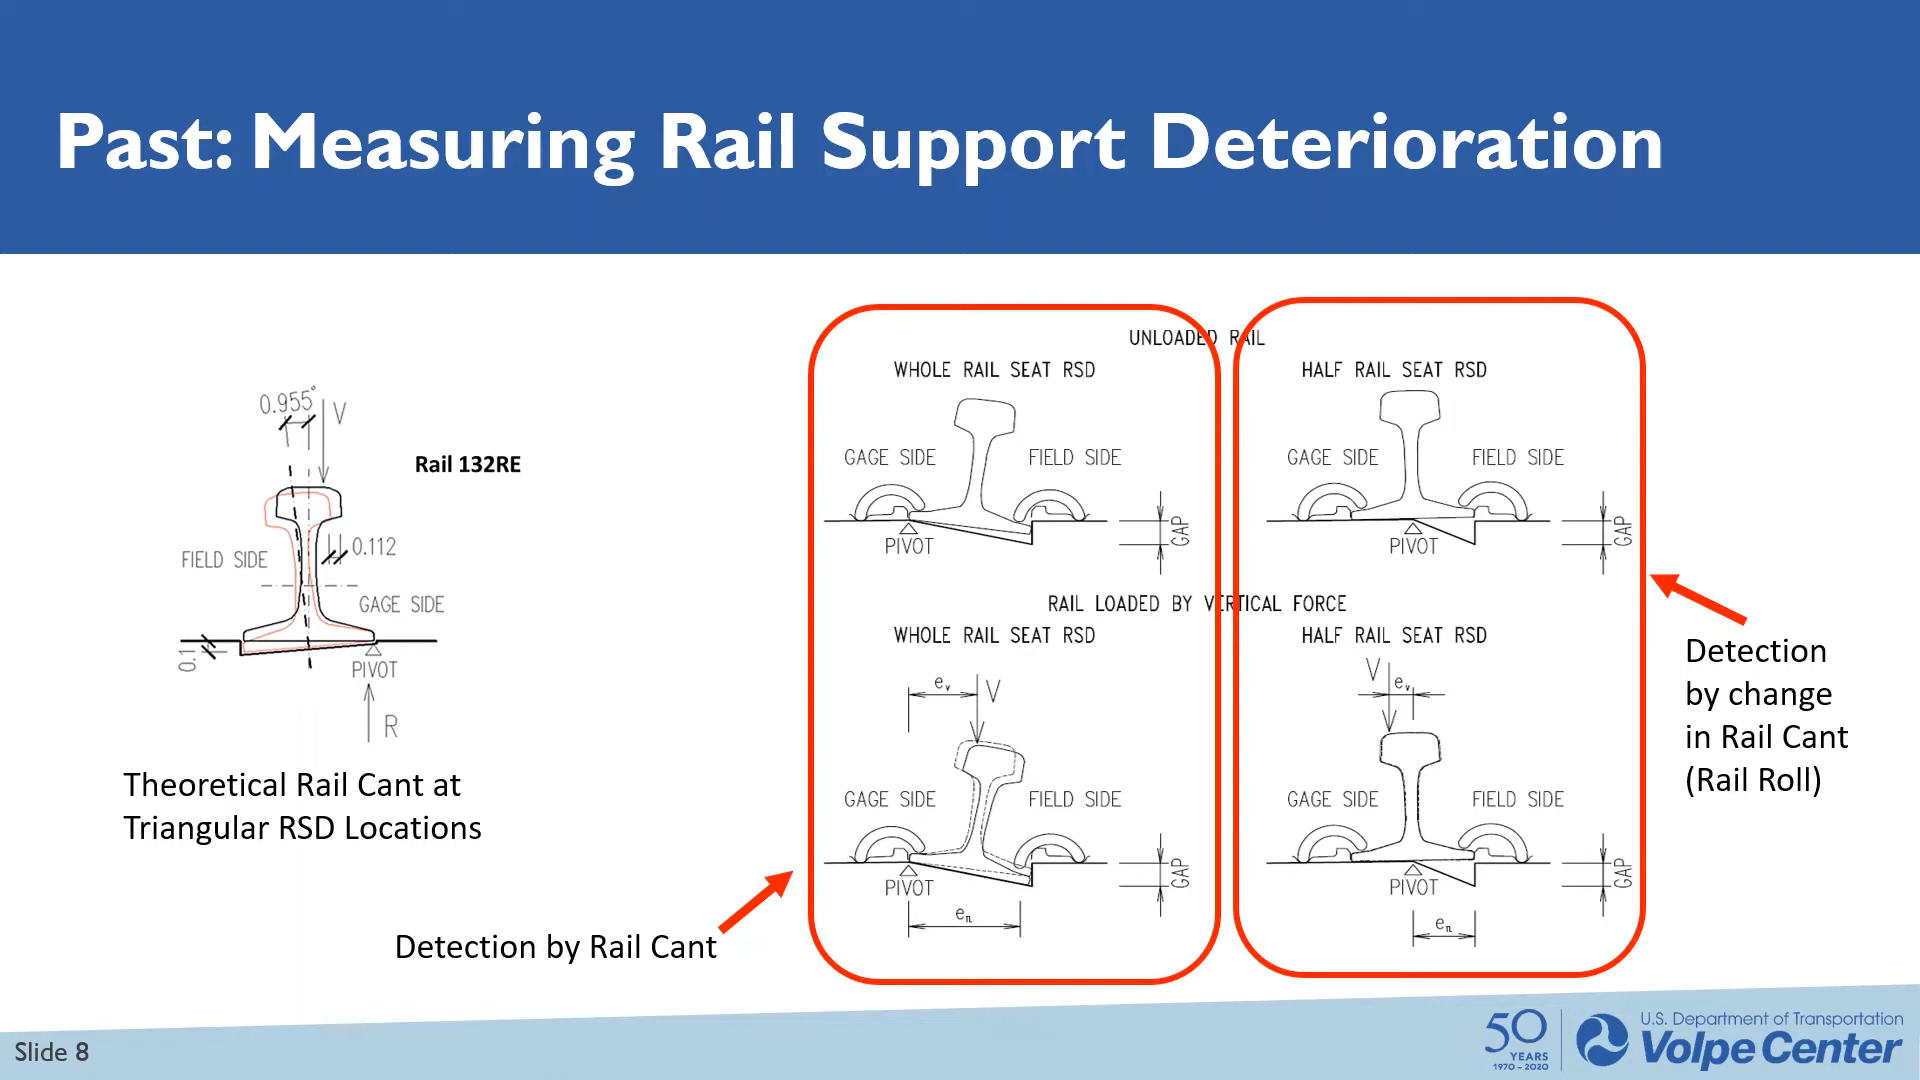 Past: Measuring Rail Support Deterioration
0.955°
V
Rail 132RE
0.112
FIELD SIDE
GAGE SIDE
0.1
PIVOT
R
Theoretical Rail Cant at
Triangular RSD Locations
Detection by Rail Cant
UNLOADED RAIL
WHOLE RAIL SEAT RSD
GAGE SIDE
FIELD SIDE
PIVOT
GAP
HALF RAIL SEAT RSD
GAGE SIDE
FIELD SIDE
PIVOT
GAP
RAIL LOADED BY VERTICAL FORCE
WHOLE RAIL SEAT RSD
ev
V
GAGE SIDE
FIELD SIDE
PIVOT
GAP
en
HALF RAIL SEAT RSD
V
ev
GAGE SIDE
FIELD SIDE
PIVOT
GAP
en
Detection
by change
in Rail Cant
(Rail Roll)
Slide 8
50
YEARS
1970 – 2020
U.S. Department of Transportation
Volpe Center